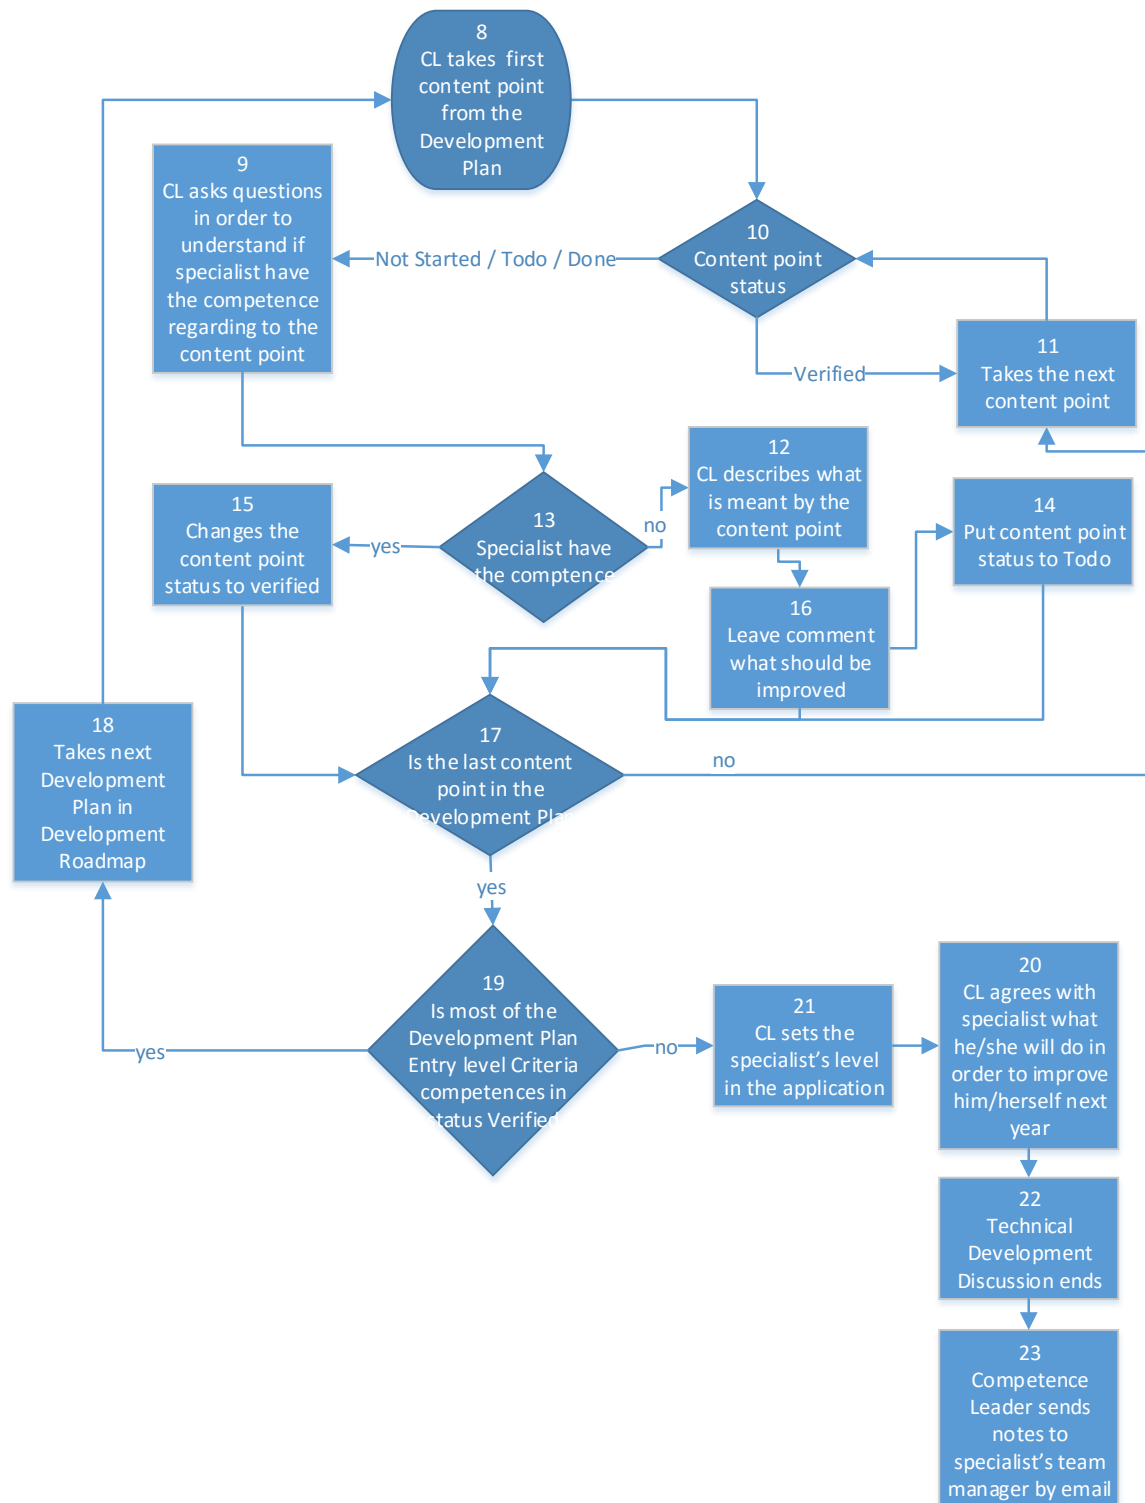 8
CL takes first
content point
from the
Development
Plan
9
CL asks questions
in order to
understand if
specialist have
the competence
regarding to the
content point
Not Started / Todo / Done
10
Content point
status
Verified
11
Takes the next
content point
12
CL describes what
is meant by the
content point
13
Specialist have
the comptence
no
yes
14
Put content point
status to Todo
15
Changes the
content point
status to verified
16
Leave comment
what should be
improved
17
Is the last content
point in the
Development Plan
no
yes
18
Takes next
Development
Plan in
Development
Roadmap
19
Is most of the
Development Plan
Entry level Criteria
competences in
status Verified
yes
no
21
CL sets the
specialist’s level
in the application
20
CL agrees with
specialist what
he/she will do in
order to improve
him/herself next
year
22
Technical
Development
Discussion ends
23
Competence
Leader sends
notes to
specialist’s team
manager by email